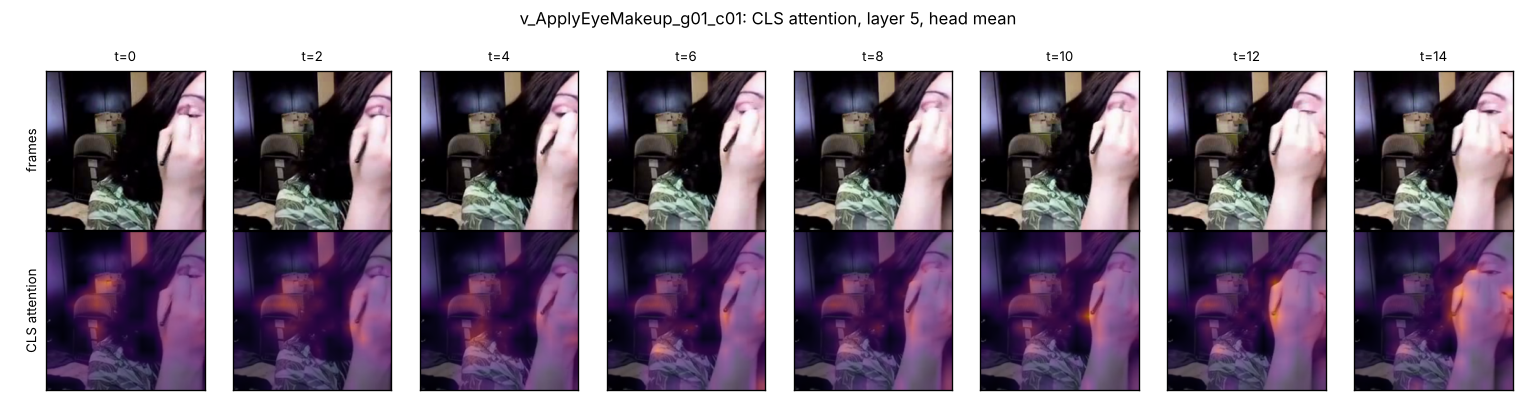 v_ApplyEyeMakeup_g01_c01: CLS attention, layer 5, head mean
t=0 t=2 t=4 t=6 t=8 t=10 t=12 t=14
frames
CLS attention